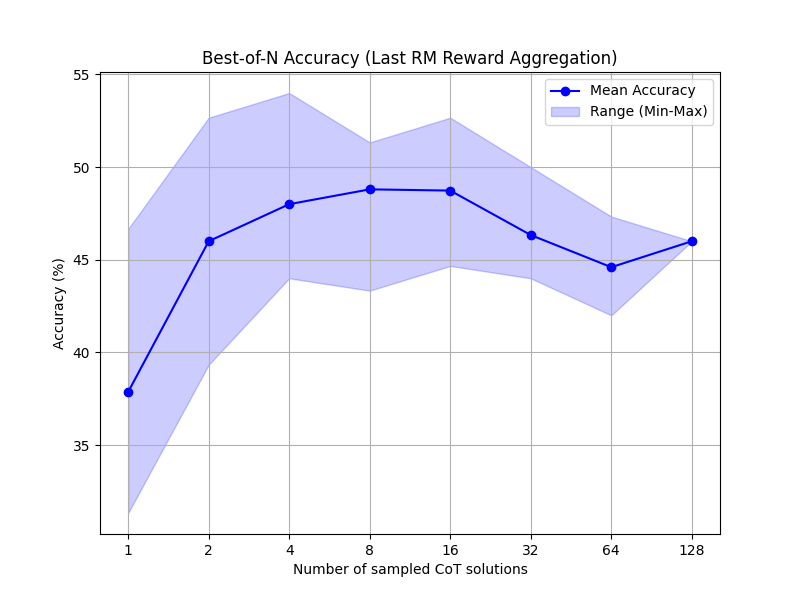 Best-of-N Accuracy (Last RM Reward Aggregation)
Mean Accuracy
Range (Min-Max)
Accuracy (%)
55
50
45
40
35
1 2 4 8 16 32 64 128
Number of sampled CoT solutions